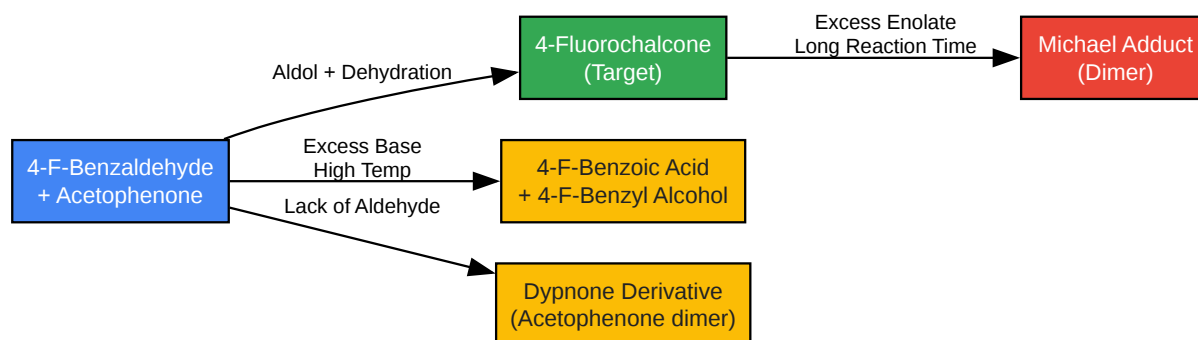 4-Fluorochalcone
(Target)
Excess Enolate
Long Reaction Time
Michael Adduct
(Dimer)
Aldol + Dehydration
4-F-Benzaldehyde
+ Acetophenone
Excess Base
High Temp
4-F-Benzoic Acid
+ 4-F-Benzyl Alcohol
Lack of Aldehyde
Dypnone Derivative
(Acetophenone dimer)